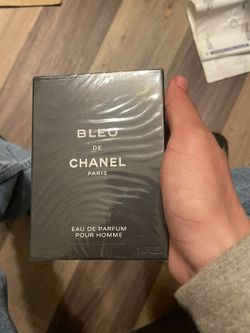 BLEU
DE
CHANEL
PARIS
EAU DE PARFUM
POUR HOMME